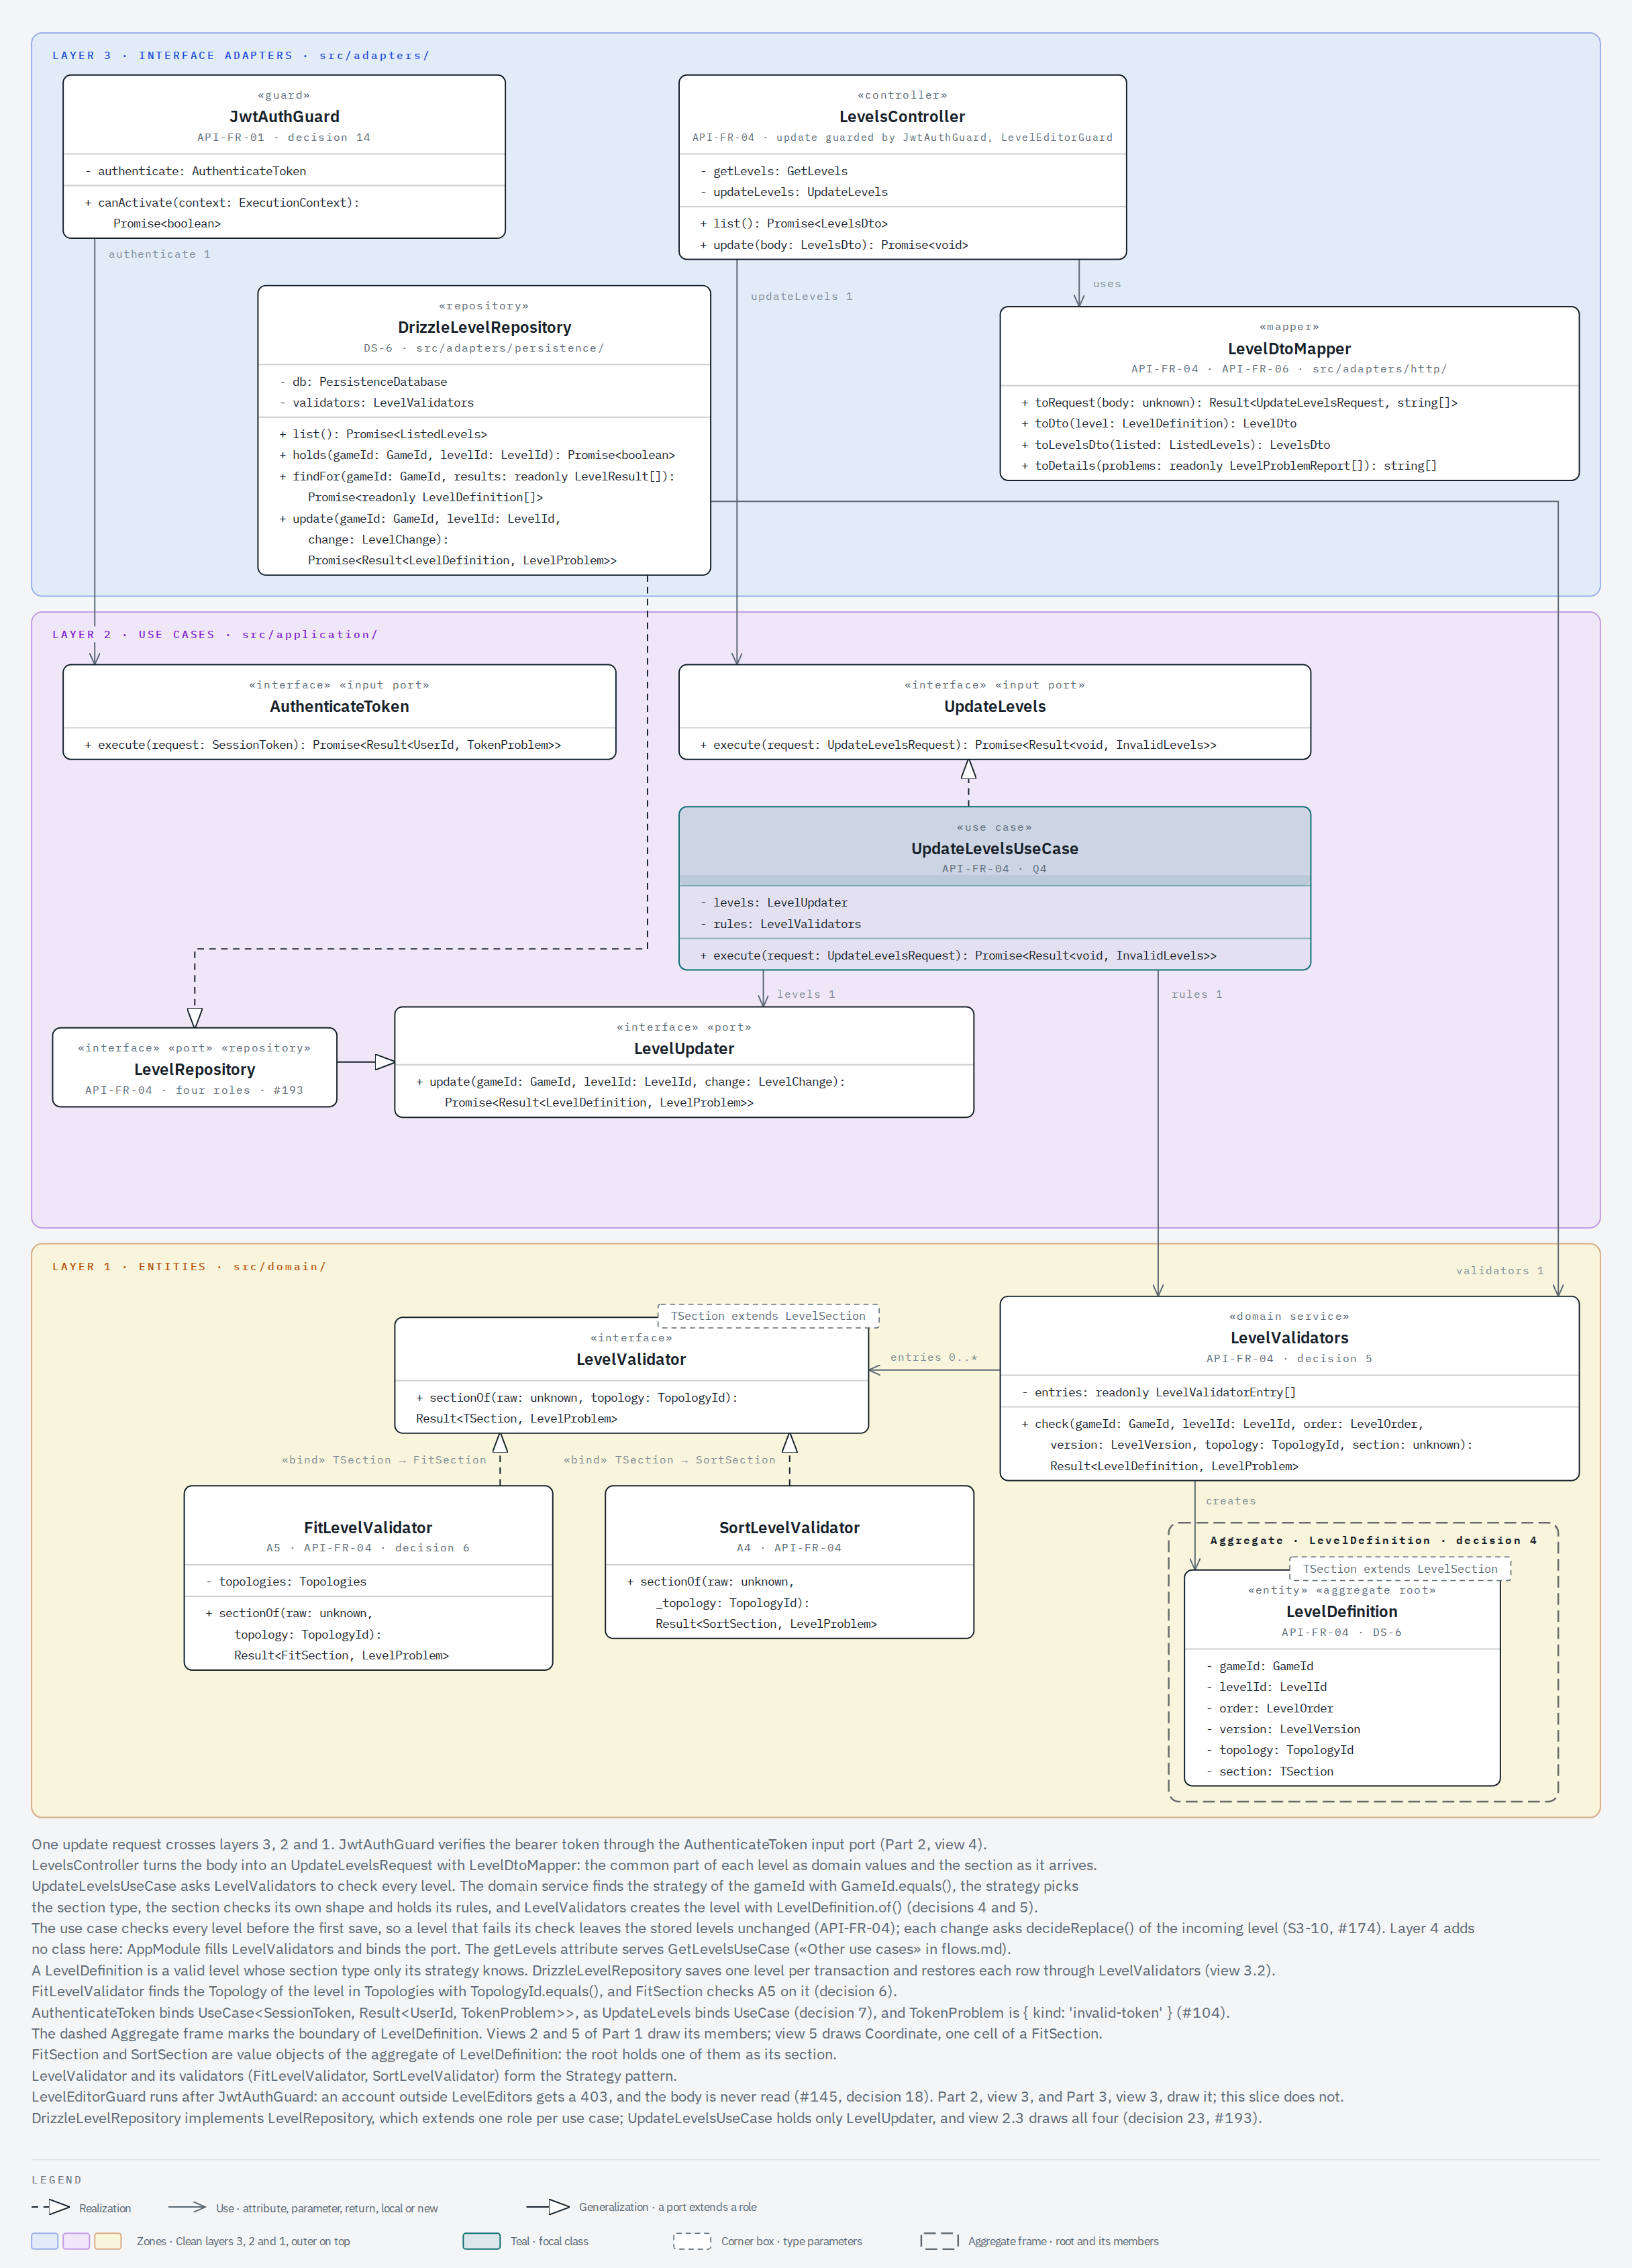 LAYER 3 · INTERFACE ADAPTERS · src/adapters/
«guard»
JwtAuthGuard
API-FR-01 · decision 14
- authenticate: AuthenticateToken
+ canActivate(context: ExecutionContext):
Promise<boolean>
authenticate 1
«controller»
LevelsController
API-FR-04 · update guarded by JwtAuthGuard, LevelEditorGuard
- getLevels: GetLevels
- updateLevels: UpdateLevels
+ list(): Promise<LevelsDto>
+ update(body: LevelsDto): Promise<void>
updateLevels 1
uses
«repository»
DrizzleLevelRepository
DS-6 · src/adapters/persistence/
- db: PersistenceDatabase
- validators: LevelValidators
+ list(): Promise<ListedLevels>
+ holds(gameId: GameId, levelId: LevelId): Promise<boolean>
+ findFor(gameId: GameId, results: readonly LevelResult[]):
Promise<readonly LevelDefinition[]>
+ update(gameId: GameId, levelId: LevelId,
change: LevelChange):
Promise<Result<LevelDefinition, LevelProblem>>
«mapper»
LevelDtoMapper
API-FR-04 · API-FR-06 · src/adapters/http/
+ toRequest(body: unknown): Result<UpdateLevelsRequest, string[]>
+ toDto(level: LevelDefinition): LevelDto
+ toLevelsDto(listed: ListedLevels): LevelsDto
+ toDetails(problems: readonly LevelProblemReport[]): string[]
LAYER 2 · USE CASES · src/application/
«interface» «input port»
AuthenticateToken
+ execute(request: SessionToken): Promise<Result<UserId, TokenProblem>>
«interface» «input port»
UpdateLevels
+ execute(request: UpdateLevelsRequest): Promise<Result<void, InvalidLevels>>
«use case»
UpdateLevelsUseCase
API-FR-04 · Q4
- levels: LevelUpdater
- rules: LevelValidators
+ execute(request: UpdateLevelsRequest): Promise<Result<void, InvalidLevels>>
levels 1
rules 1
«interface» «port» «repository»
LevelRepository
API-FR-04 · four roles · #193
«interface» «port»
LevelUpdater
+ update(gameId: GameId, levelId: LevelId, change: LevelChange):
Promise<Result<LevelDefinition, LevelProblem>>
LAYER 1 · ENTITIES · src/domain/
validators 1
TSection extends LevelSection
«interface»
LevelValidator
+ sectionOf(raw: unknown, topology: TopologyId):
Result<TSection, LevelProblem>
entries 0..*
«domain service»
LevelValidators
API-FR-04 · decision 5
- entries: readonly LevelValidatorEntry[]
+ check(gameId: GameId, levelId: LevelId, order: LevelOrder,
version: LevelVersion, topology: TopologyId, section: unknown):
Result<LevelDefinition, LevelProblem>
«bind» TSection → FitSection
«bind» TSection → SortSection
FitLevelValidator
A5 · API-FR-04 · decision 6
- topologies: Topologies
+ sectionOf(raw: unknown,
topology: TopologyId):
Result<FitSection, LevelProblem>
SortLevelValidator
A4 · API-FR-04
+ sectionOf(raw: unknown,
_topology: TopologyId):
Result<SortSection, LevelProblem>
creates
Aggregate · LevelDefinition · decision 4
TSection extends LevelSection
«entity» «aggregate root»
LevelDefinition
API-FR-04 · DS-6
- gameId: GameId
- levelId: LevelId
- order: LevelOrder
- version: LevelVersion
- topology: TopologyId
- section: TSection
One update request crosses layers 3, 2 and 1. JwtAuthGuard verifies the bearer token through the AuthenticateToken input port (Part 2, view 4).
LevelsController turns the body into an UpdateLevelsRequest with LevelDtoMapper: the common part of each level as domain values and the section as it arrives.
UpdateLevelsUseCase asks LevelValidators to check every level. The domain service finds the strategy of the gameId with GameId.equals(), the strategy picks
the section type, the section checks its own shape and holds its rules, and LevelValidators creates the level with LevelDefinition.of() (decisions 4 and 5).
The use case checks every level before the first save, so a level that fails its check leaves the stored levels unchanged (API-FR-04); each change asks decideReplace() of the incoming level (S3-10, #174). Layer 4 adds
no class here: AppModule fills LevelValidators and binds the port. The getLevels attribute serves GetLevelsUseCase («Other use cases» in flows.md).
A LevelDefinition is a valid level whose section type only its strategy knows. DrizzleLevelRepository saves one level per transaction and restores each row through LevelValidators (view 3.2).
FitLevelValidator finds the Topology of the level in Topologies with TopologyId.equals(), and FitSection checks A5 on it (decision 6).
AuthenticateToken binds UseCase<SessionToken, Result<UserId, TokenProblem>>, as UpdateLevels binds UseCase (decision 7), and TokenProblem is { kind: 'invalid-token' } (#104).
The dashed Aggregate frame marks the boundary of LevelDefinition. Views 2 and 5 of Part 1 draw its members; view 5 draws Coordinate, one cell of a FitSection.
FitSection and SortSection are value objects of the aggregate of LevelDefinition: the root holds one of them as its section.
LevelValidator and its validators (FitLevelValidator, SortLevelValidator) form the Strategy pattern.
LevelEditorGuard runs after JwtAuthGuard: an account outside LevelEditors gets a 403, and the body is never read (#145, decision 18). Part 2, view 3, and Part 3, view 3, draw it; this slice does not.
DrizzleLevelRepository implements LevelRepository, which extends one role per use case; UpdateLevelsUseCase holds only LevelUpdater, and view 2.3 draws all four (decision 23, #193).
LEGEND
Realization
Use · attribute, parameter, return, local or new
Generalization · a port extends a role
Zones · Clean layers 3, 2 and 1, outer on top
Teal · focal class
Corner box · type parameters
Aggregate frame · root and its members